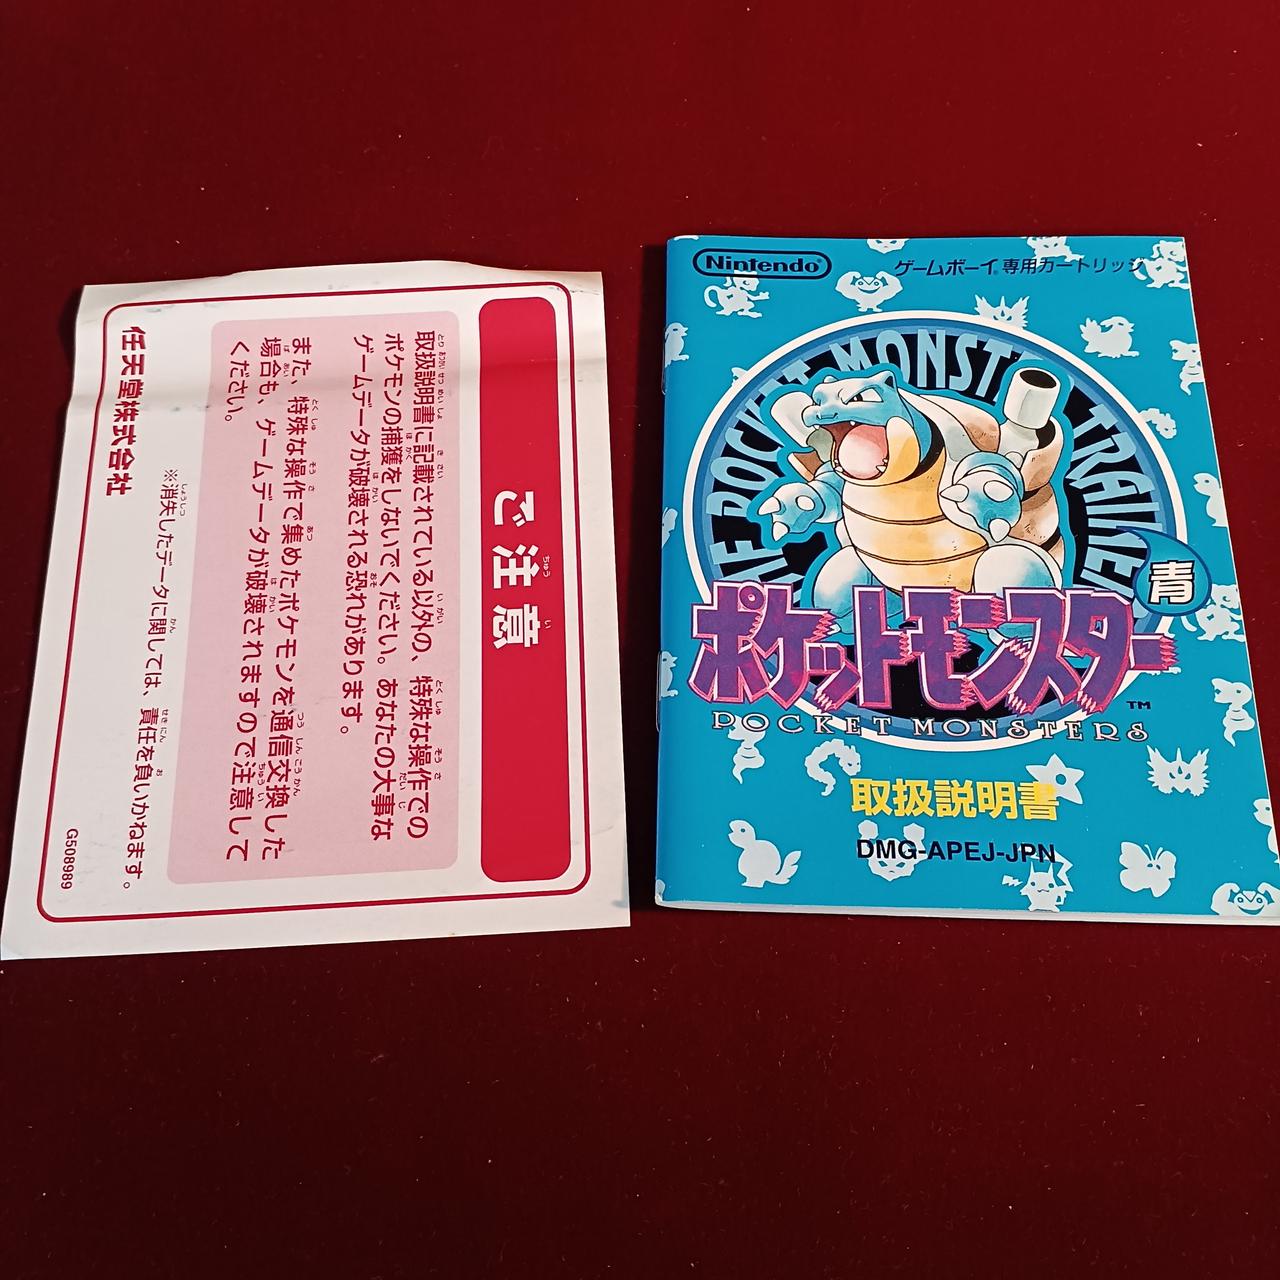 ご注意
取扱説明書に記載されている以外の、特殊な操作での
ポケモンの捕獲をしないでください。あなたの大事な
ゲームデータが破壊される恐れがあります。
また、特殊な操作で集めたポケモンを通信交換した
場合も、ゲームデータが破壊されますので注意して
ください。
※消失したデータに関しては、責任を負いかねます。
任天堂株式会社
G508989
Nintendo
ゲームボーイ®専用カートリッジ
POCKET MONSTER TRAINER
青
ポケットモンスター
TM
POCKET MONSTERS
取扱説明書
DMG-APEJ-JPN